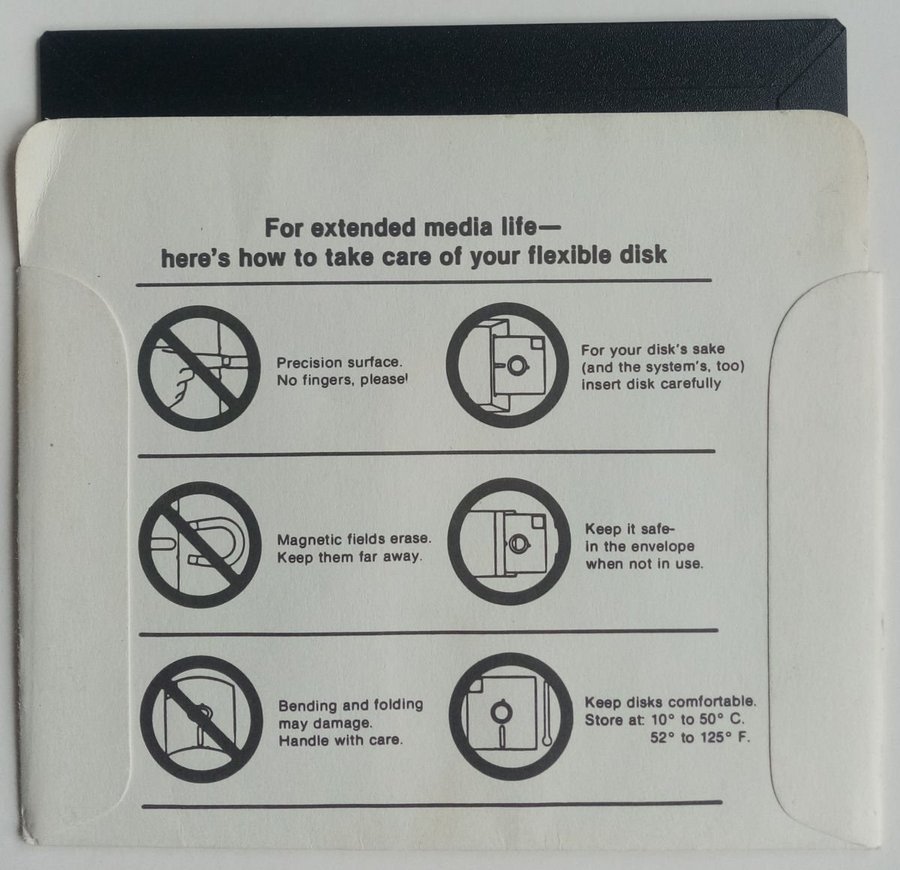 For extended media life—
here's how to take care of your flexible disk
Precision surface.
No fingers, please!
For your disk's sake
(and the system's, too)
insert disk carefully
Magnetic fields erase.
Keep them far away.
Keep it safe-
in the envelope
when not in use.
Bending and folding
may damage.
Handle with care.
Keep disks comfortable.
Store at: 10° to 50° C.
52° to 125° F.